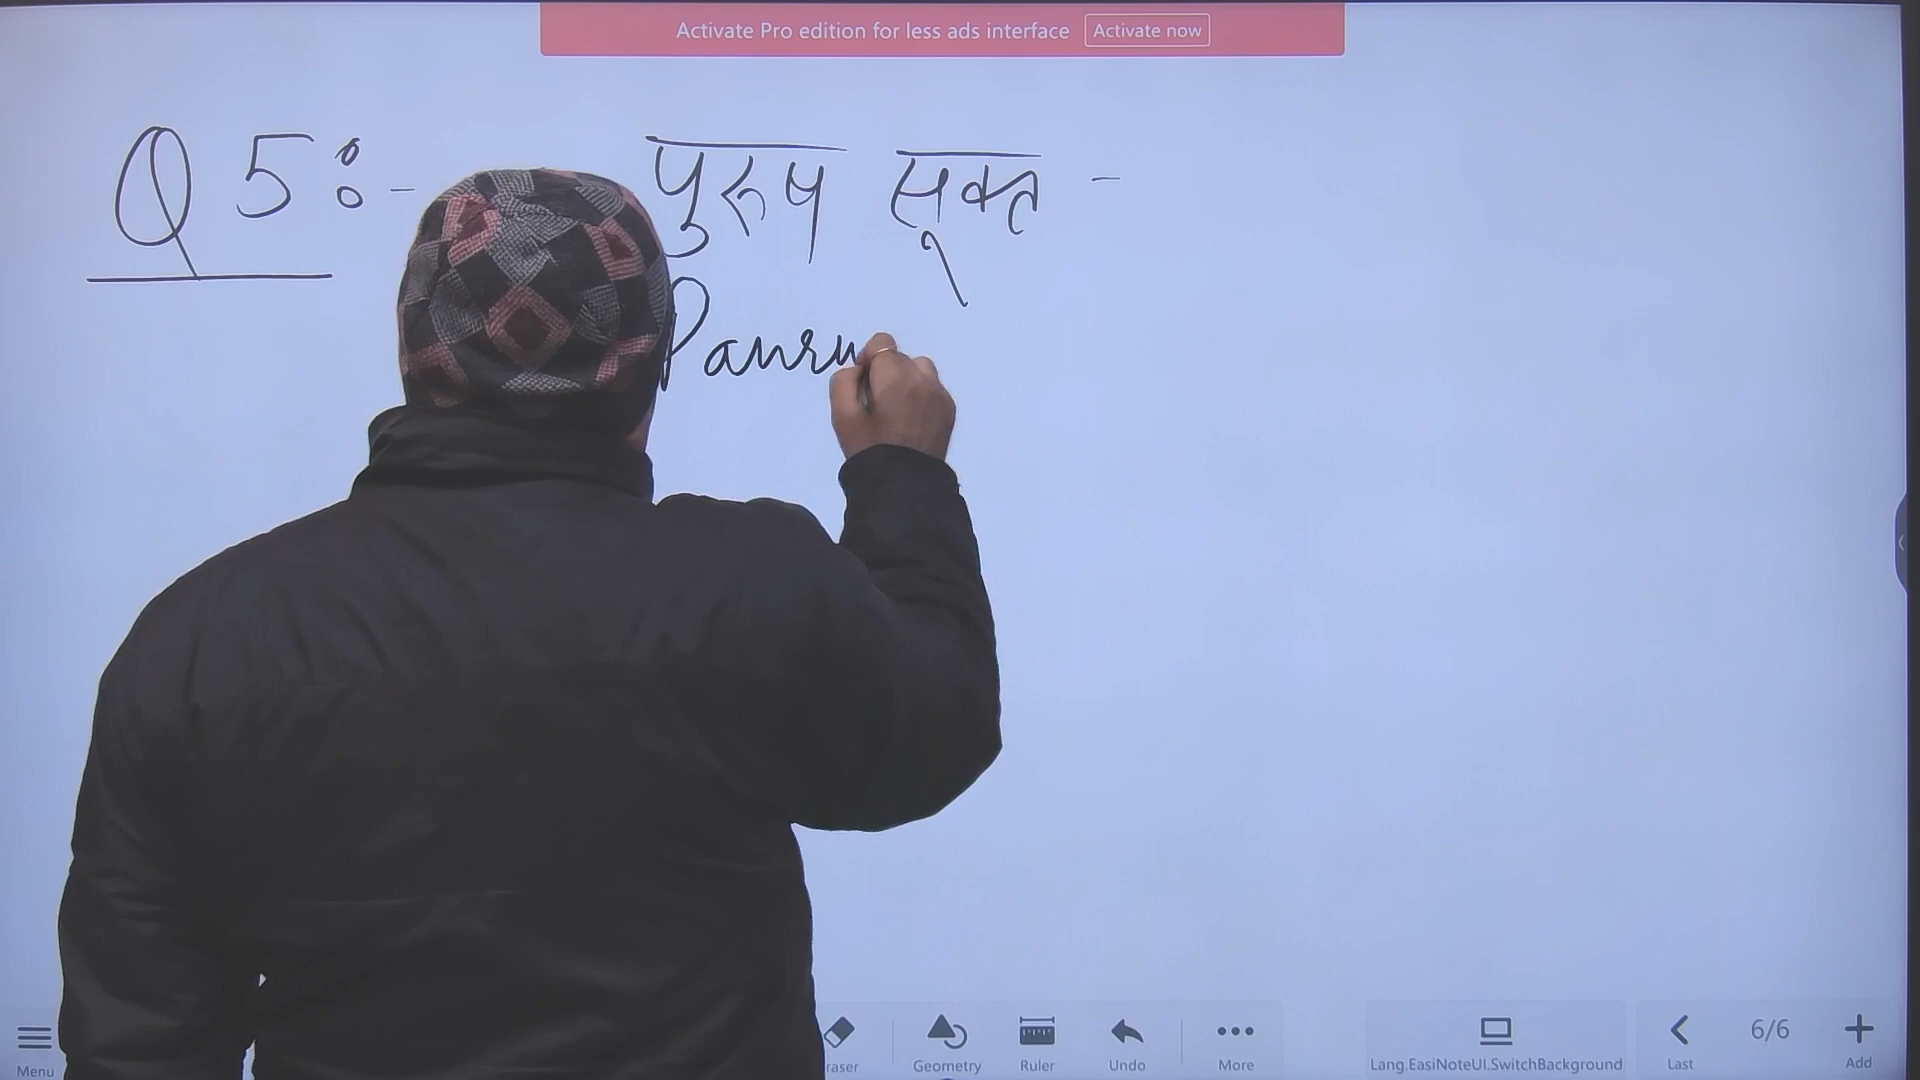 Activate Pro edition for less ads interface Activate now
Q 5:- पुरूष सूक्त -
Pauru
Menu
raser
Geometry
Ruler
Undo
More
Lang.EasiNoteUI.SwitchBackground
Last
6/6
Add